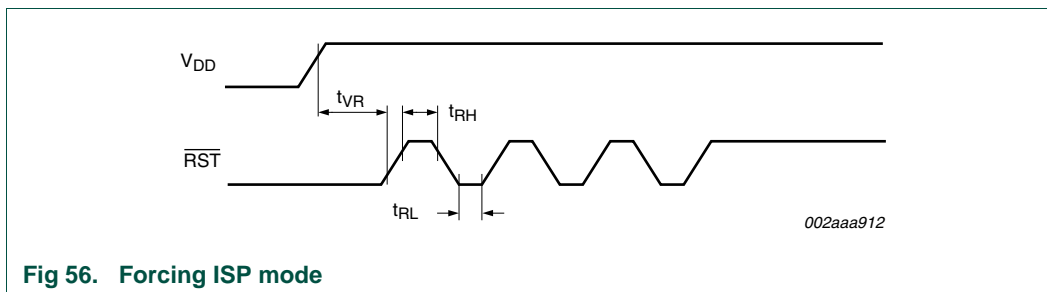 VDD
tVR
tRH
RST
tRL
002aaa912
Fig 56. Forcing ISP mode